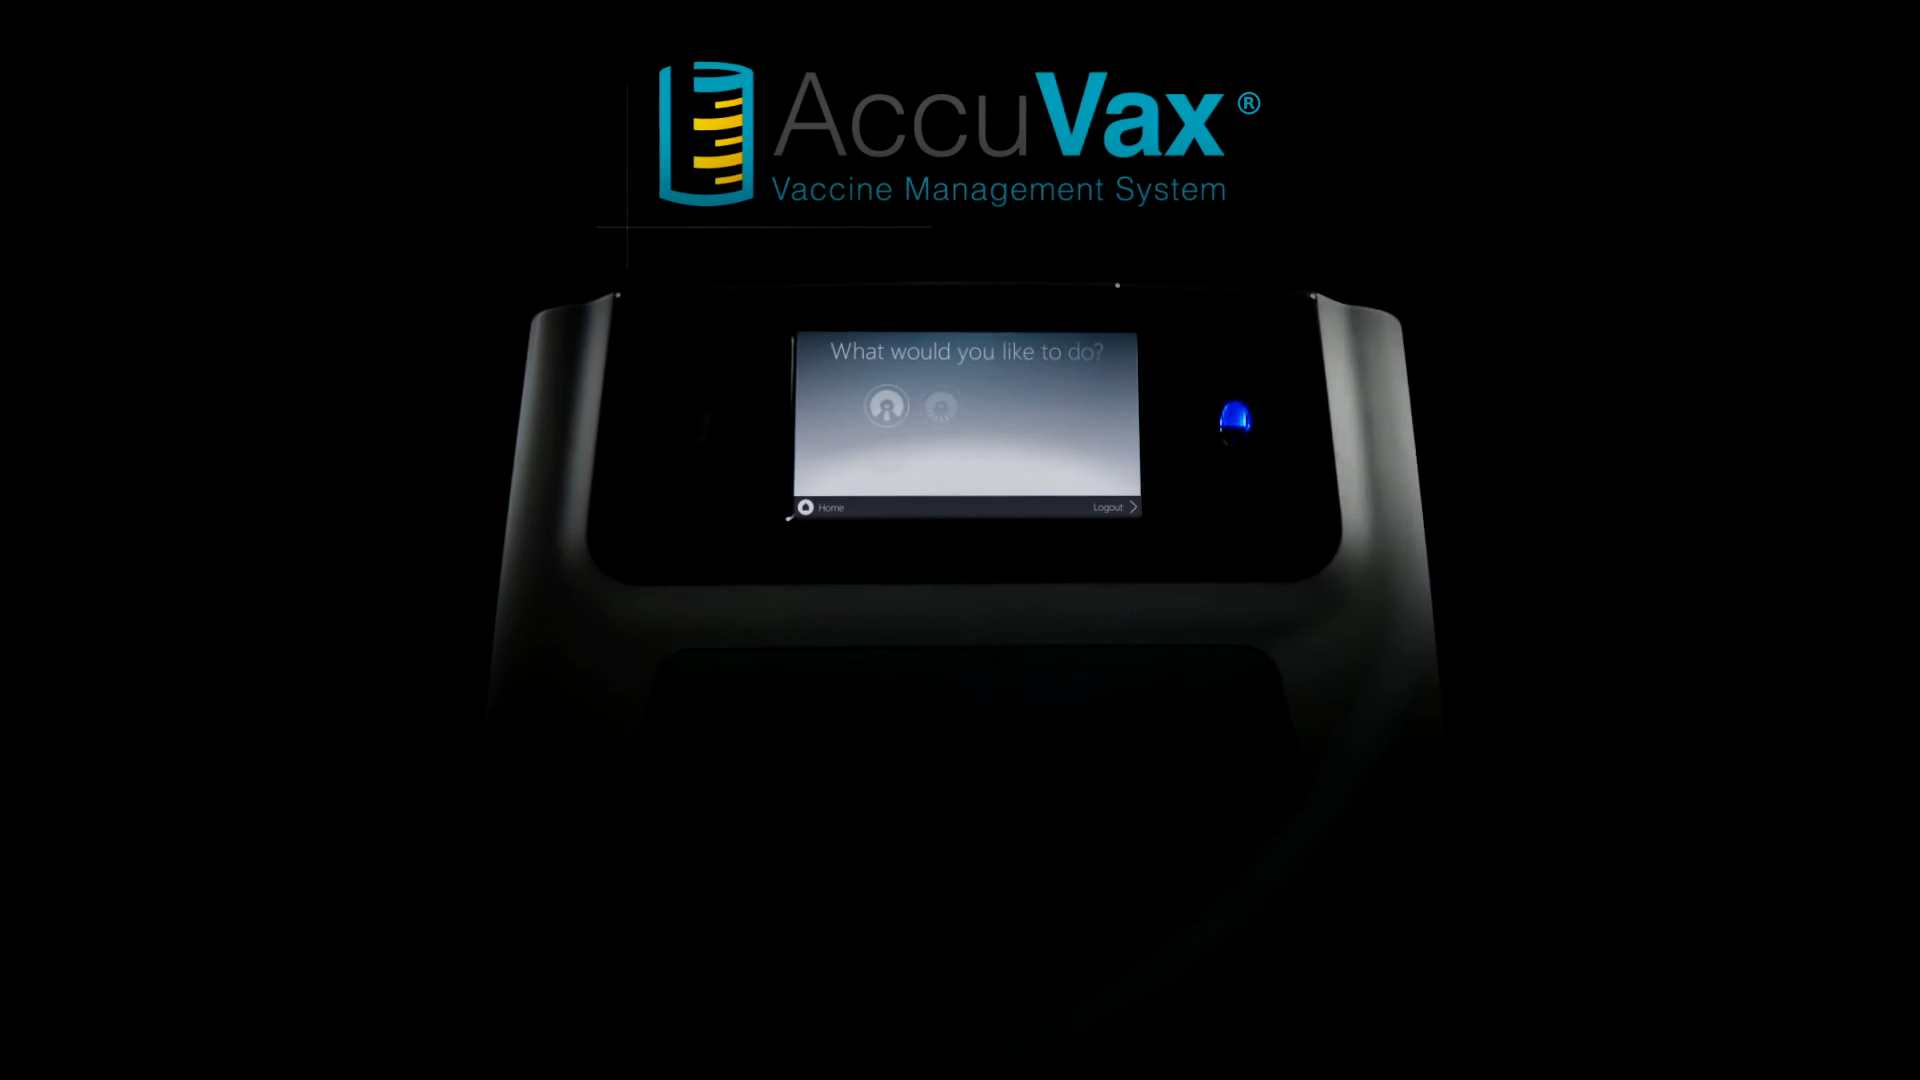 AccuVax®
Vaccine Management System
What would you like to do?
Home
Logout